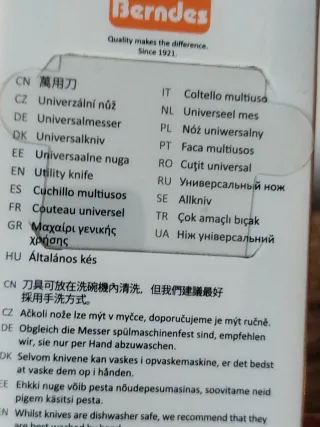 Berndes
Quality makes the difference.
Since 1921.
CN 萬用刀
CZ Univerzální nůž
DE Universalmesser
DK Universalkniv
EE Universaalne nuga
EN Utility knife
ES Cuchillo multiusos
FR Couteau universel
GR Μαχαίρι γενικής
χρήσης
HU Általános kés
IT Coltello multiuso
NL Universeel mes
PL Nóż uniwersalny
PT Faca multiusos
RO Cuţit universal
RU Универсальный нож
SE Allkniv
TR Çok amaçlı bıçak
UA Ніж універсальний
CN 刀具可放在洗碗機內清洗，但我們建議最好
採用手洗方式。
CZ Ačkoli nože lze mýt v myčce, doporučujeme je mýt ručně.
DE Obgleich die Messer spülmaschinenfest sind, empfehlen
wir, sie nur per Hand abzuwaschen.
DK Selvom knivene kan vaskes i opvaskemaskine, er det bedst
at vaske dem op i hånden.
EE Ehkki nuge võib pesta nõudepesumasinas, soovitame neid
pigem käsitsi pesta.
EN Whilst knives are dishwasher safe, we recommend that they
are best washed by hand.